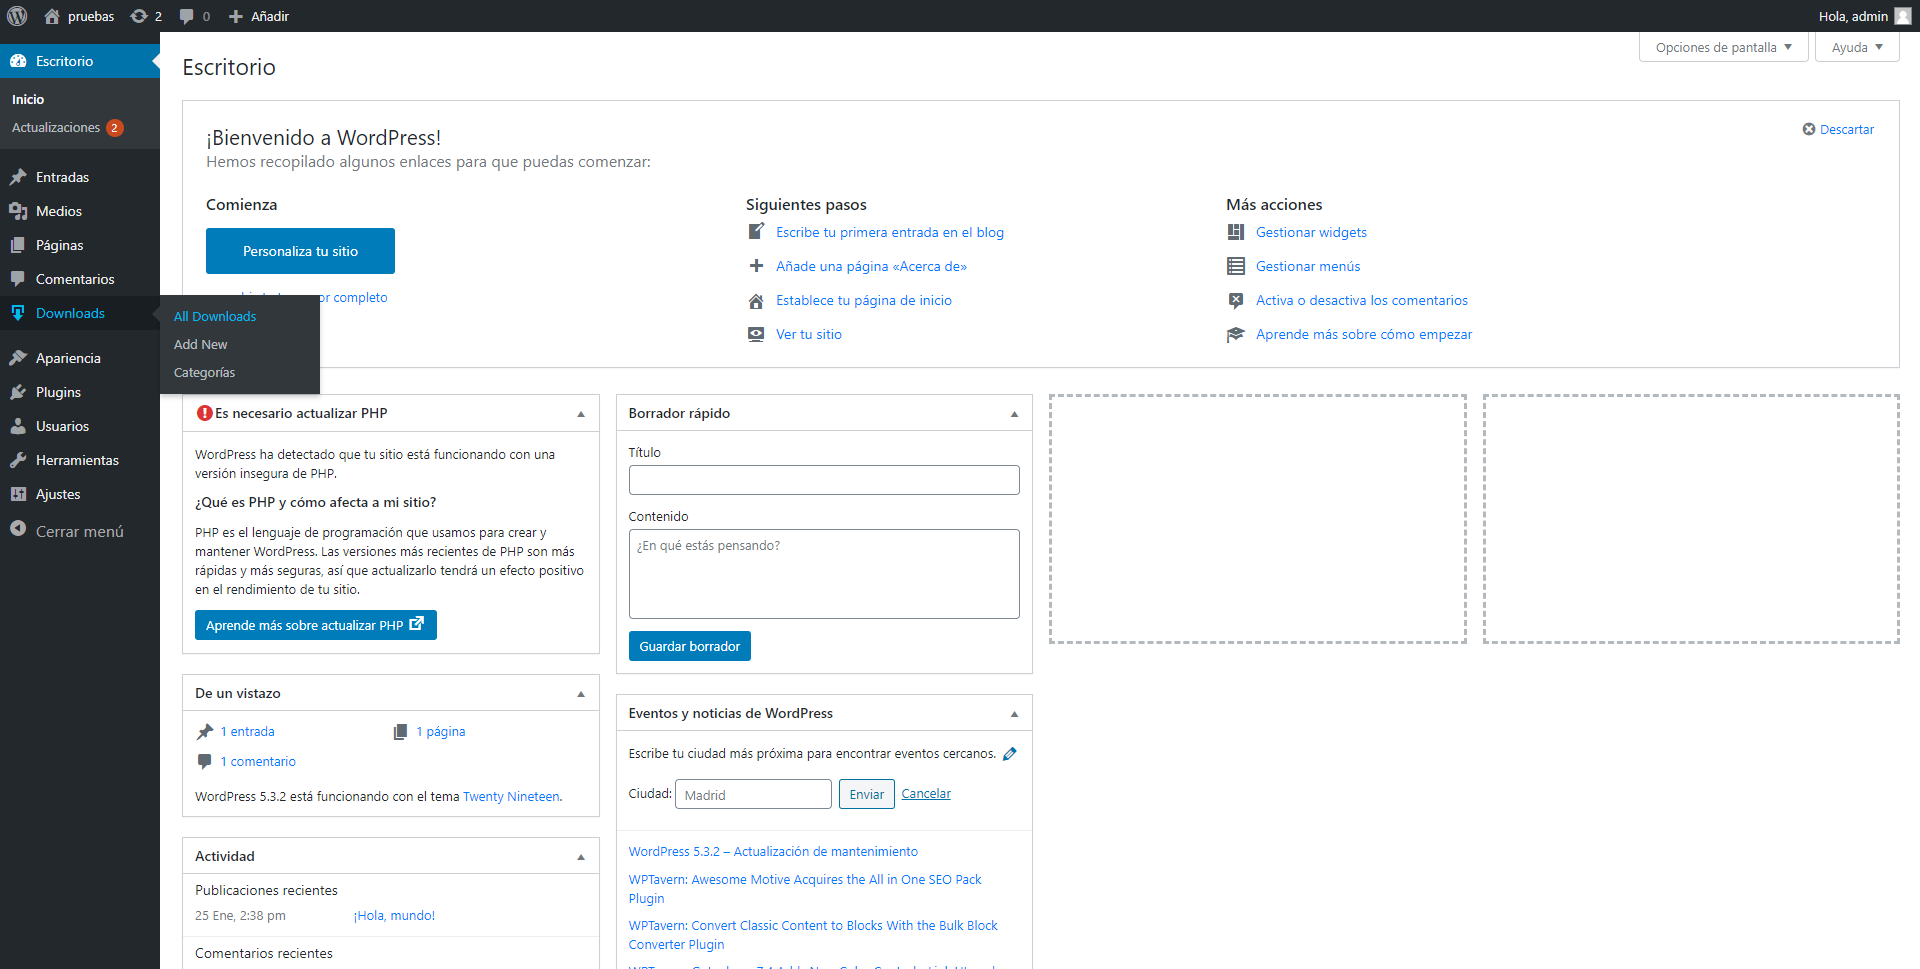 pruebas
2
0
Añadir
Hola, admin
Escritorio
Inicio
Actualizaciones 2
Entradas
Medios
Páginas
Comentarios
Downloads
All Downloads
Add New
Categorías
Apariencia
Plugins
Usuarios
Herramientas
Ajustes
Cerrar menú
Escritorio
Opciones de pantalla
Ayuda
¡Bienvenido a WordPress!
Descartar
Hemos recopilado algunos enlaces para que puedas comenzar:
Comienza
Personaliza tu sitio
por completo
Siguientes pasos
Escribe tu primera entrada en el blog
Añade una página «Acerca de»
Establece tu página de inicio
Ver tu sitio
Más acciones
Gestionar widgets
Gestionar menús
Activa o desactiva los comentarios
Aprende más sobre cómo empezar
Es necesario actualizar PHP
WordPress ha detectado que tu sitio está funcionando con una
versión insegura de PHP.
¿Qué es PHP y cómo afecta a mi sitio?
PHP es el lenguaje de programación que usamos para crear y
mantener WordPress. Las versiones más recientes de PHP son más
rápidas y más seguras, así que actualizarlo tendrá un efecto positivo
en el rendimiento de tu sitio.
Aprende más sobre actualizar PHP
De un vistazo
1 entrada
1 página
1 comentario
WordPress 5.3.2 está funcionando con el tema Twenty Nineteen.
Actividad
Publicaciones recientes
25 Ene, 2:38 pm ¡Hola, mundo!
Comentarios recientes
Borrador rápido
Título
Contenido
¿En qué estás pensando?
Guardar borrador
Eventos y noticias de WordPress
Escribe tu ciudad más próxima para encontrar eventos cercanos.
Ciudad: Madrid Enviar Cancelar
WordPress 5.3.2 – Actualización de mantenimiento
WPTavern: Awesome Motive Acquires the All in One SEO Pack
Plugin
WPTavern: Convert Classic Content to Blocks With the Bulk Block
Converter Plugin